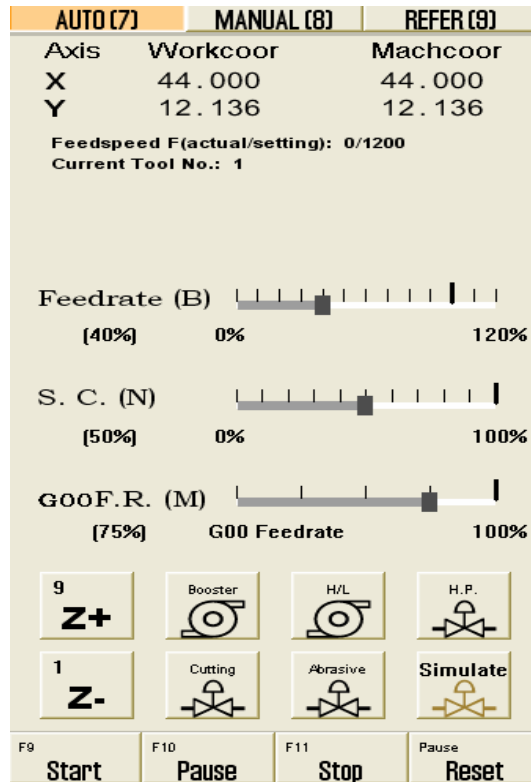 AUTO (7) MANUAL (8) REFER (9)
Axis Workcoor Machcoor
X 44.000 44.000
Y 12.136 12.136
Feedspeed F(actual/setting): 0/1200
Current Tool No.: 1
Feedrate (B)
(40%) 0% 120%
S. C. (N)
(50%) 0% 100%
G00F.R. (M)
(75%) G00 Feedrate 100%
9 Booster H/L H.P.
Z+
1 Cutting Abrasive Simulate
Z-
F9 F10 F11 Pause
Start Pause Stop Reset